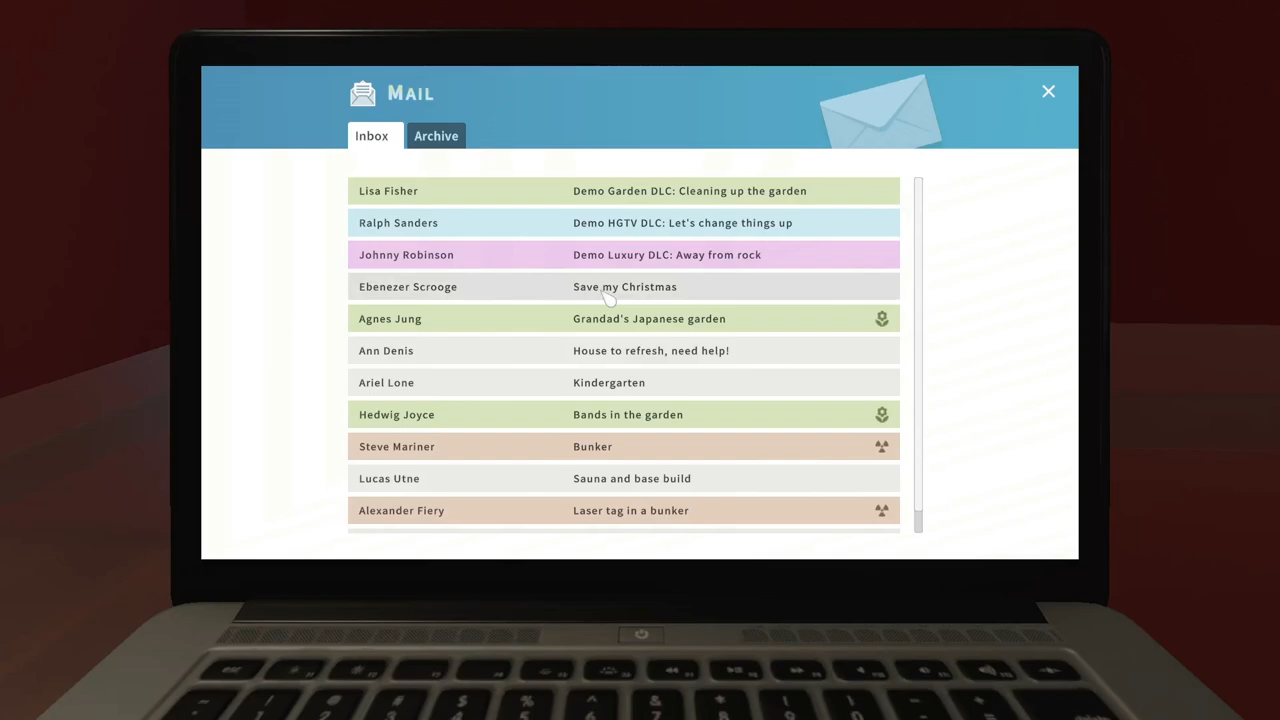 MAIL
Inbox Archive
Lisa Fisher Demo Garden DLC: Cleaning up the garden
Ralph Sanders Demo HGTV DLC: Let's change things up
Johnny Robinson Demo Luxury DLC: Away from rock
Ebenezer Scrooge Save my Christmas
Agnes Jung Grandad's Japanese garden
Ann Denis House to refresh, need help!
Ariel Lone Kindergarten
Hedwig Joyce Bands in the garden
Steve Mariner Bunker
Lucas Utne Sauna and base build
Alexander Fiery Laser tag in a bunker